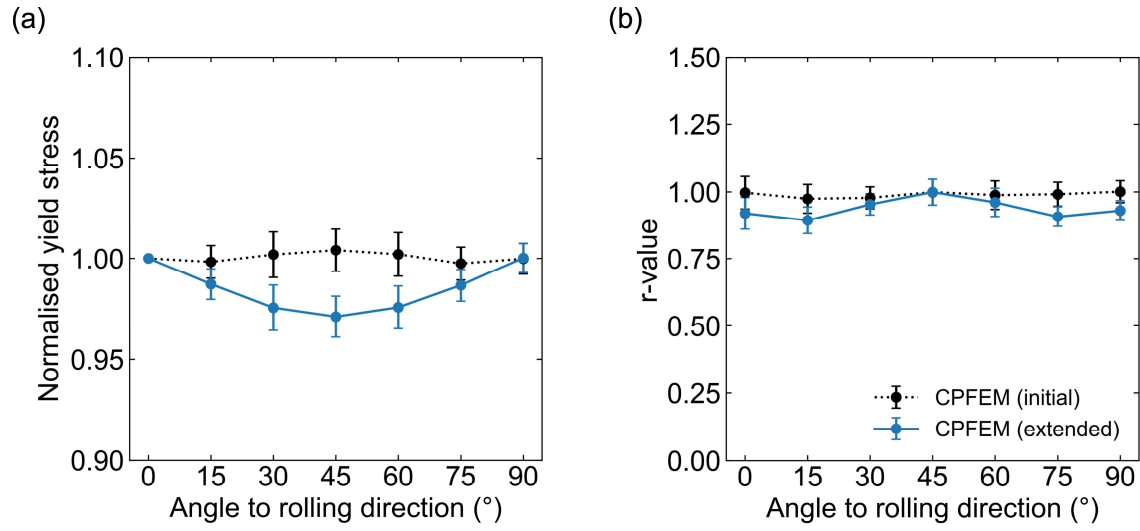 (a)
1.10
1.05
1.00
0.95
0.90
Normalised yield stress
0 15 30 45 60 75 90
Angle to rolling direction (°)
(b)
1.50
1.25
1.00
0.75
0.50
0.25
0.00
r-value
CPFEM (initial)
CPFEM (extended)
0 15 30 45 60 75 90
Angle to rolling direction (°)